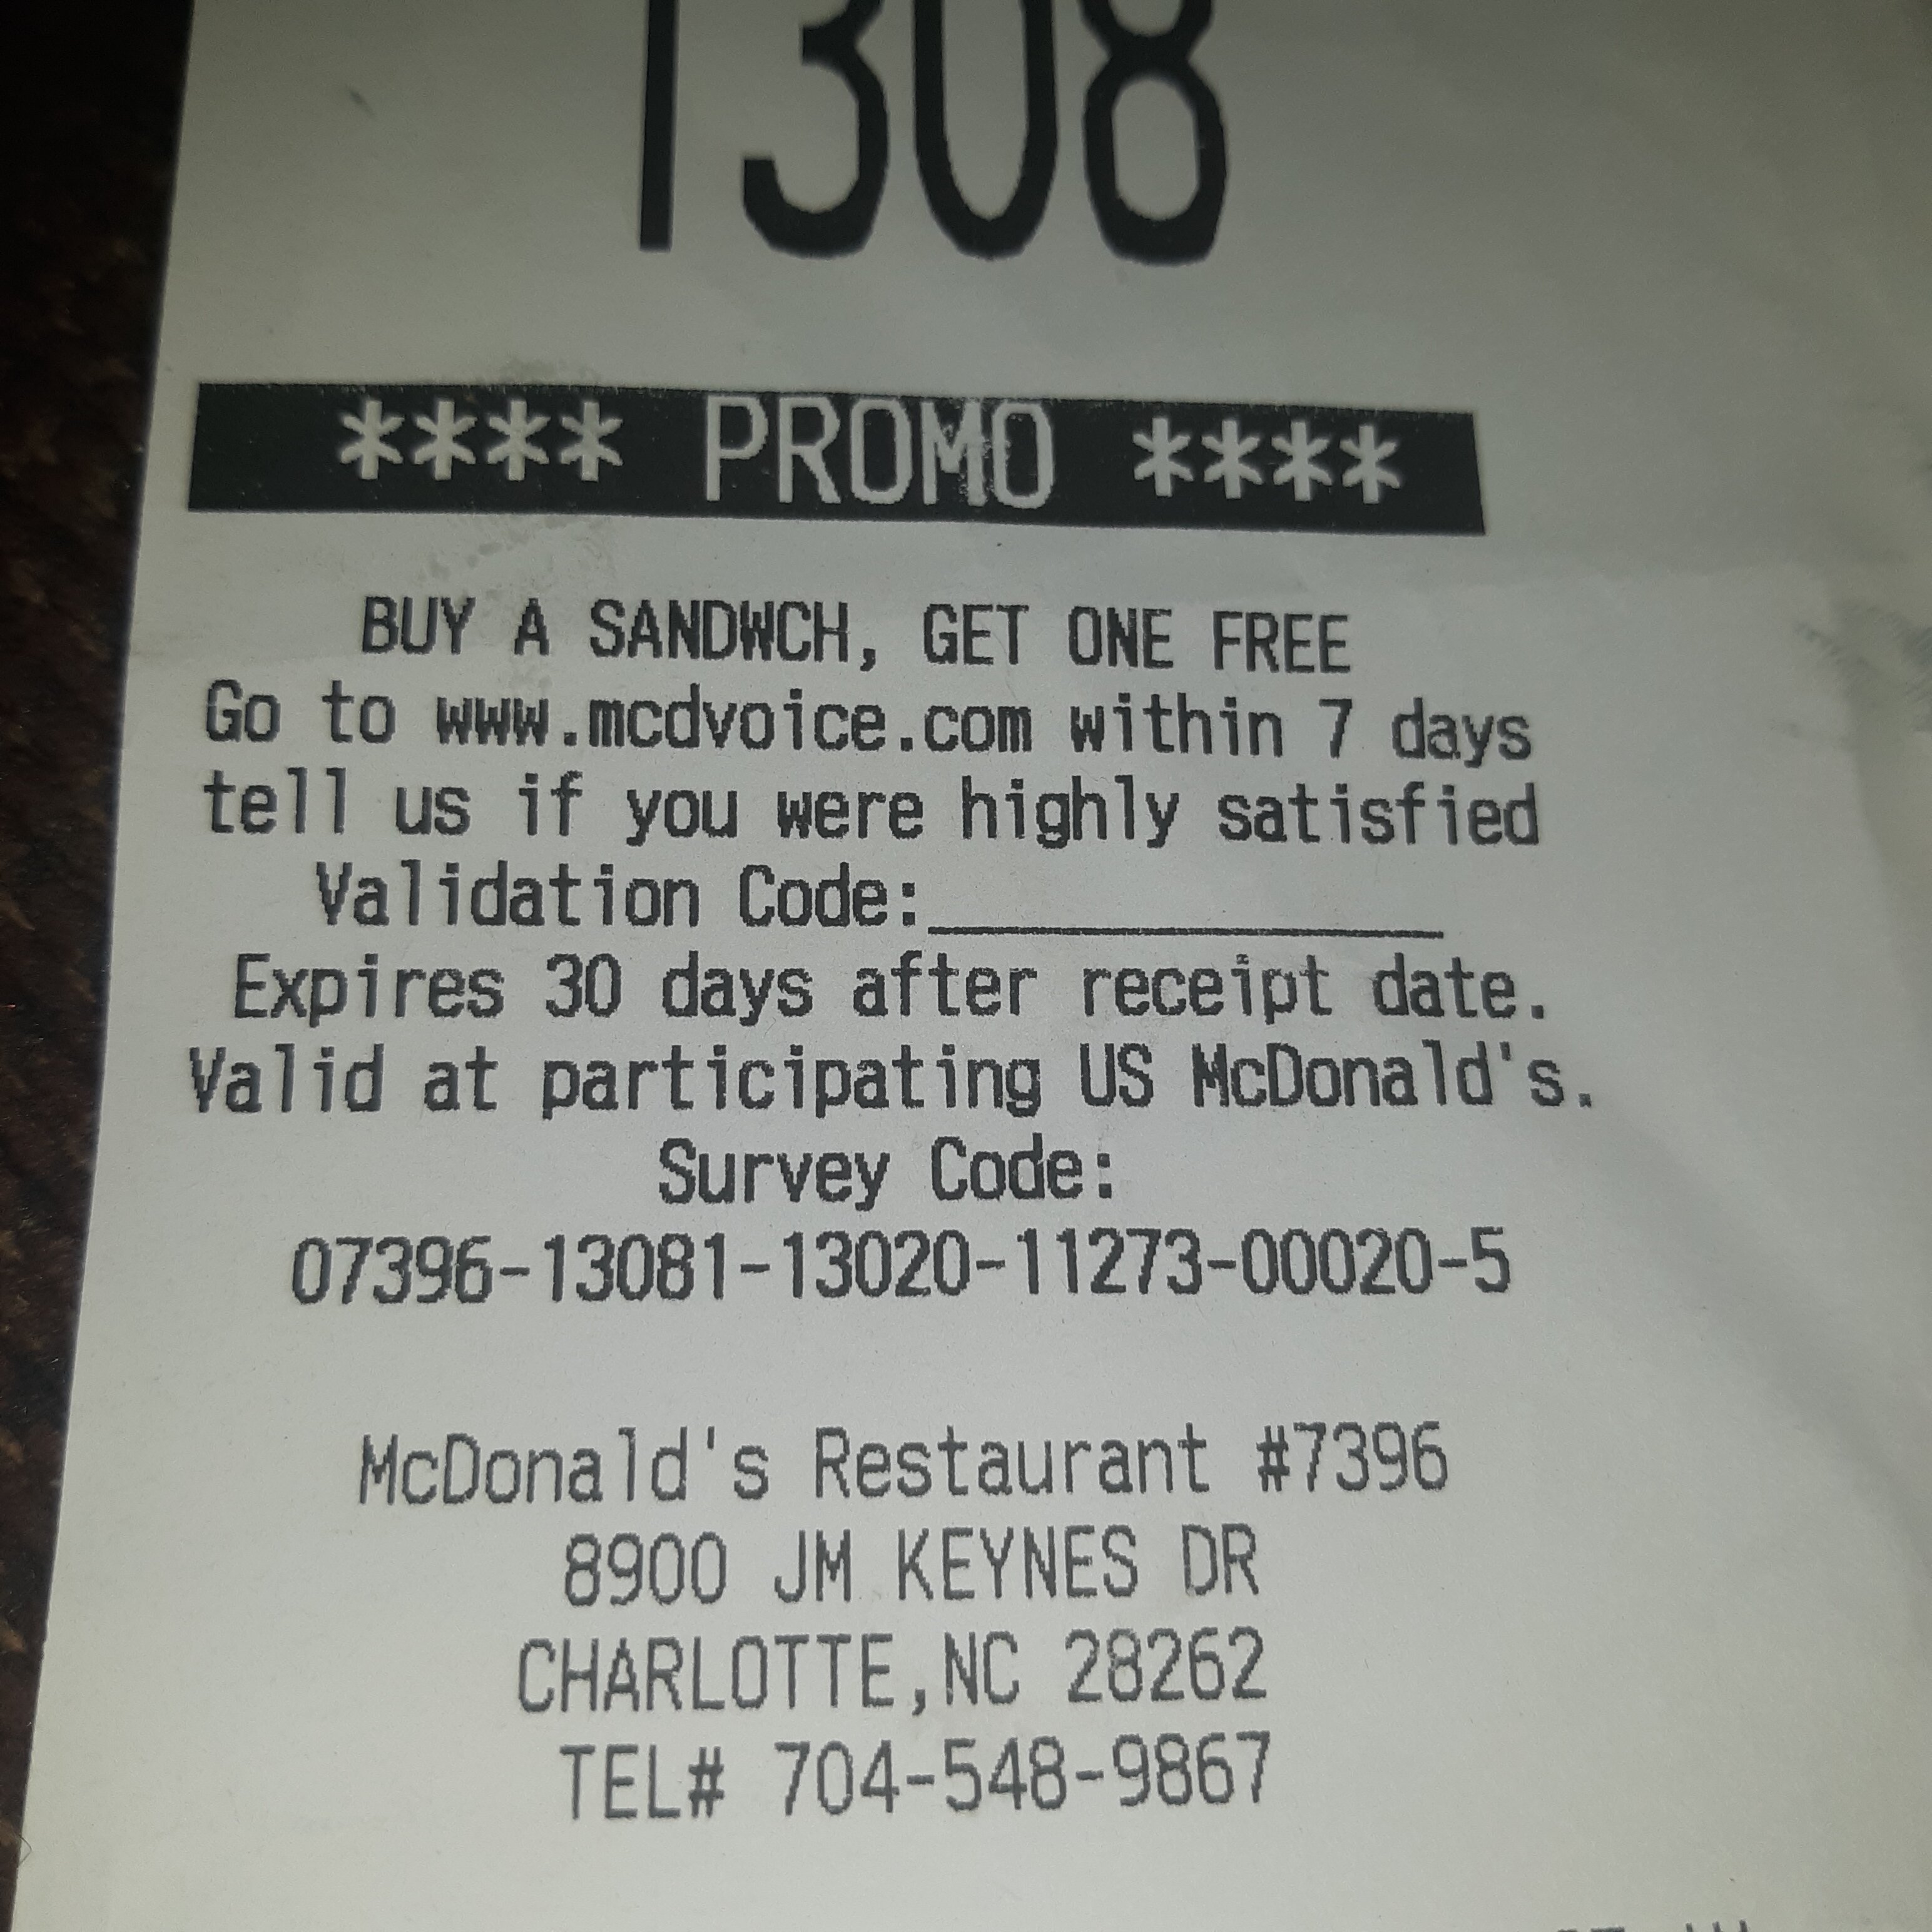 1308
**** PROMO ****
BUY A SANDWCH, GET ONE FREE
Go to www.mcdvoice.com within 7 days
tell us if you were highly satisfied
Validation Code:______________
Expires 30 days after receipt date.
Valid at participating US McDonald's.
Survey Code:
07396-13081-13020-11273-00020-5
McDonald's Restaurant #7396
8900 JM KEYNES DR
CHARLOTTE,NC 28262
TEL# 704-548-9867